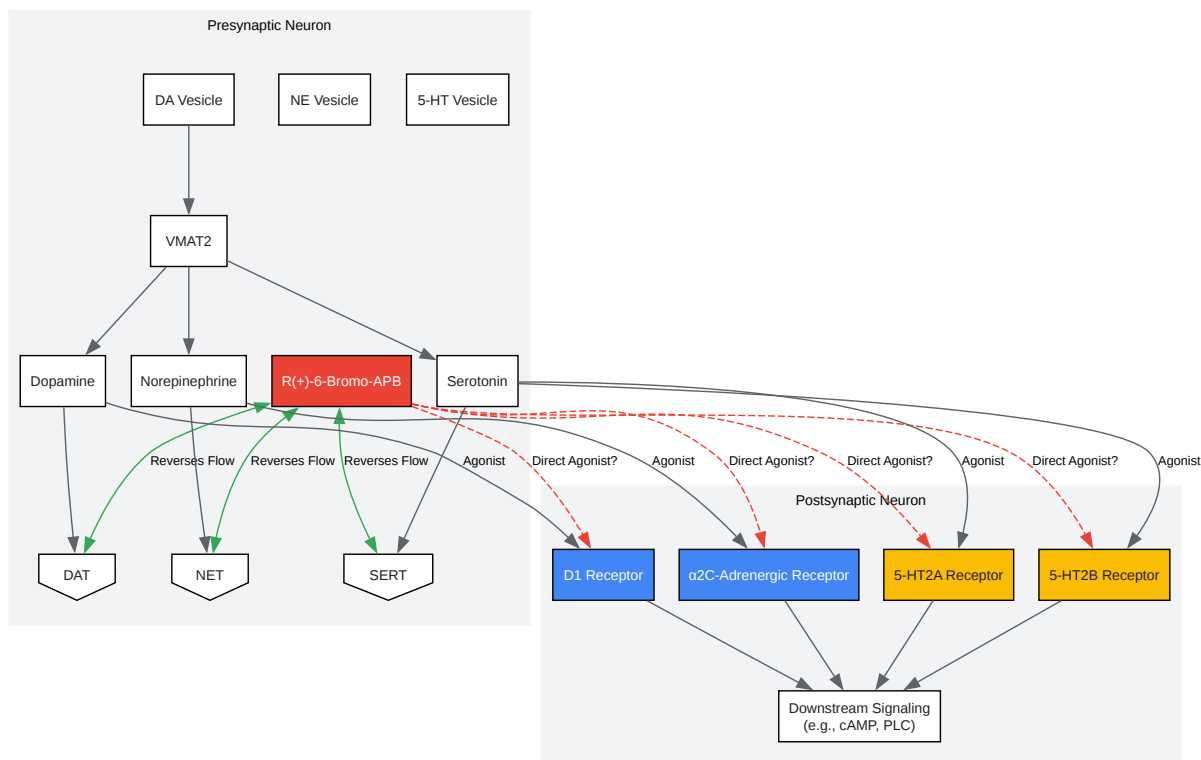 Presynaptic Neuron
DA Vesicle
NE Vesicle
5-HT Vesicle
VMAT2
Dopamine
Norepinephrine
R(+)-6-Bromo-APB
Serotonin
Reverses Flow
Reverses Flow
Reverses Flow
Agonist
Direct Agonist?
Agonist
Direct Agonist?
Direct Agonist?
Agonist
Direct Agonist?
Agonist
Postsynaptic Neuron
DAT
NET
SERT
D1 Receptor
α2C-Adrenergic Receptor
5-HT2A Receptor
5-HT2B Receptor
Downstream Signaling
(e.g., cAMP, PLC)